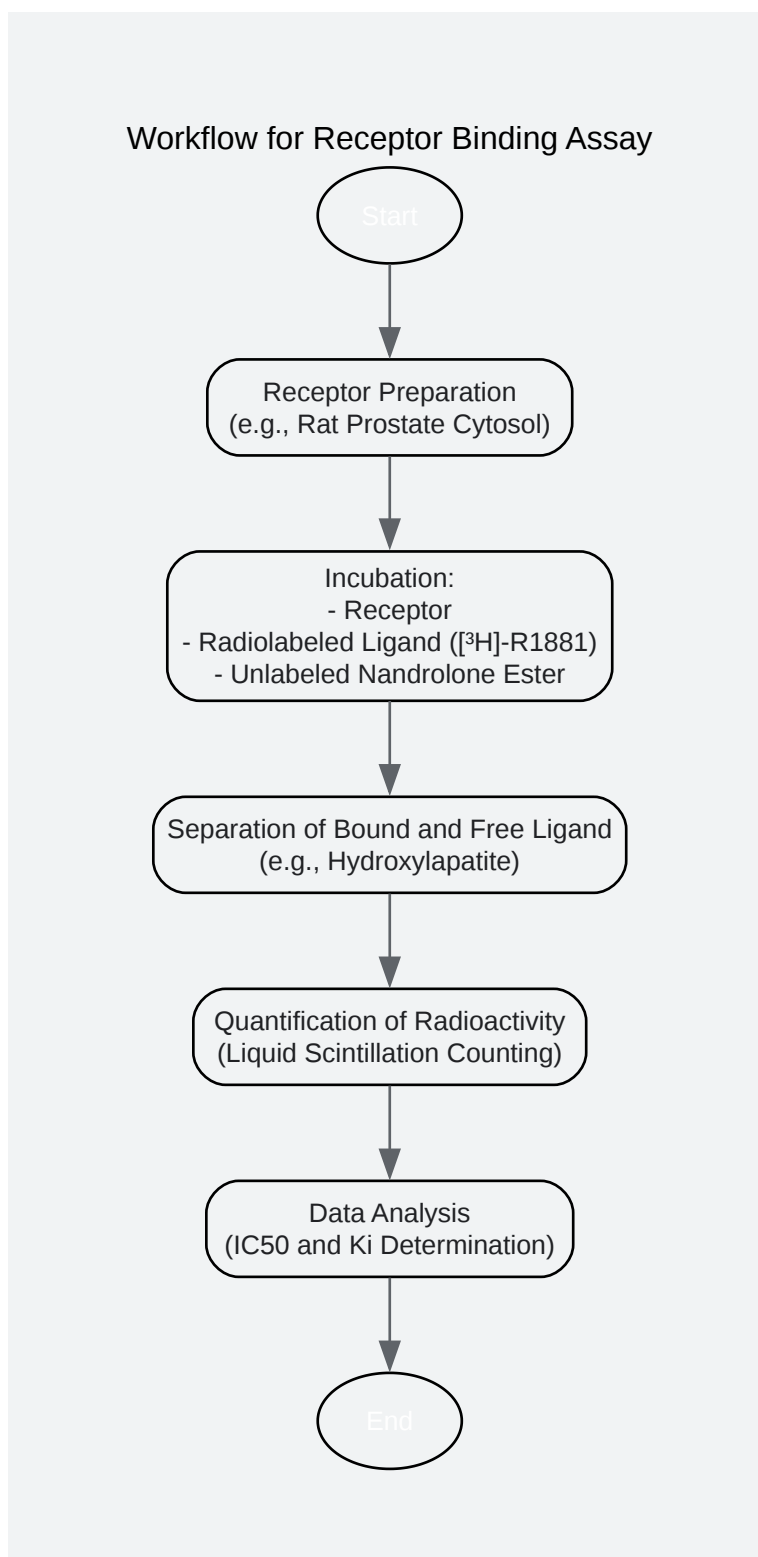 Workflow for Receptor Binding Assay
Start
Receptor Preparation
(e.g., Rat Prostate Cytosol)
Incubation:
- Receptor
- Radiolabeled Ligand ([³H]-R1881)
- Unlabeled Nandrolone Ester
Separation of Bound and Free Ligand
(e.g., Hydroxylapatite)
Quantification of Radioactivity
(Liquid Scintillation Counting)
Data Analysis
(IC50 and Ki Determination)
End